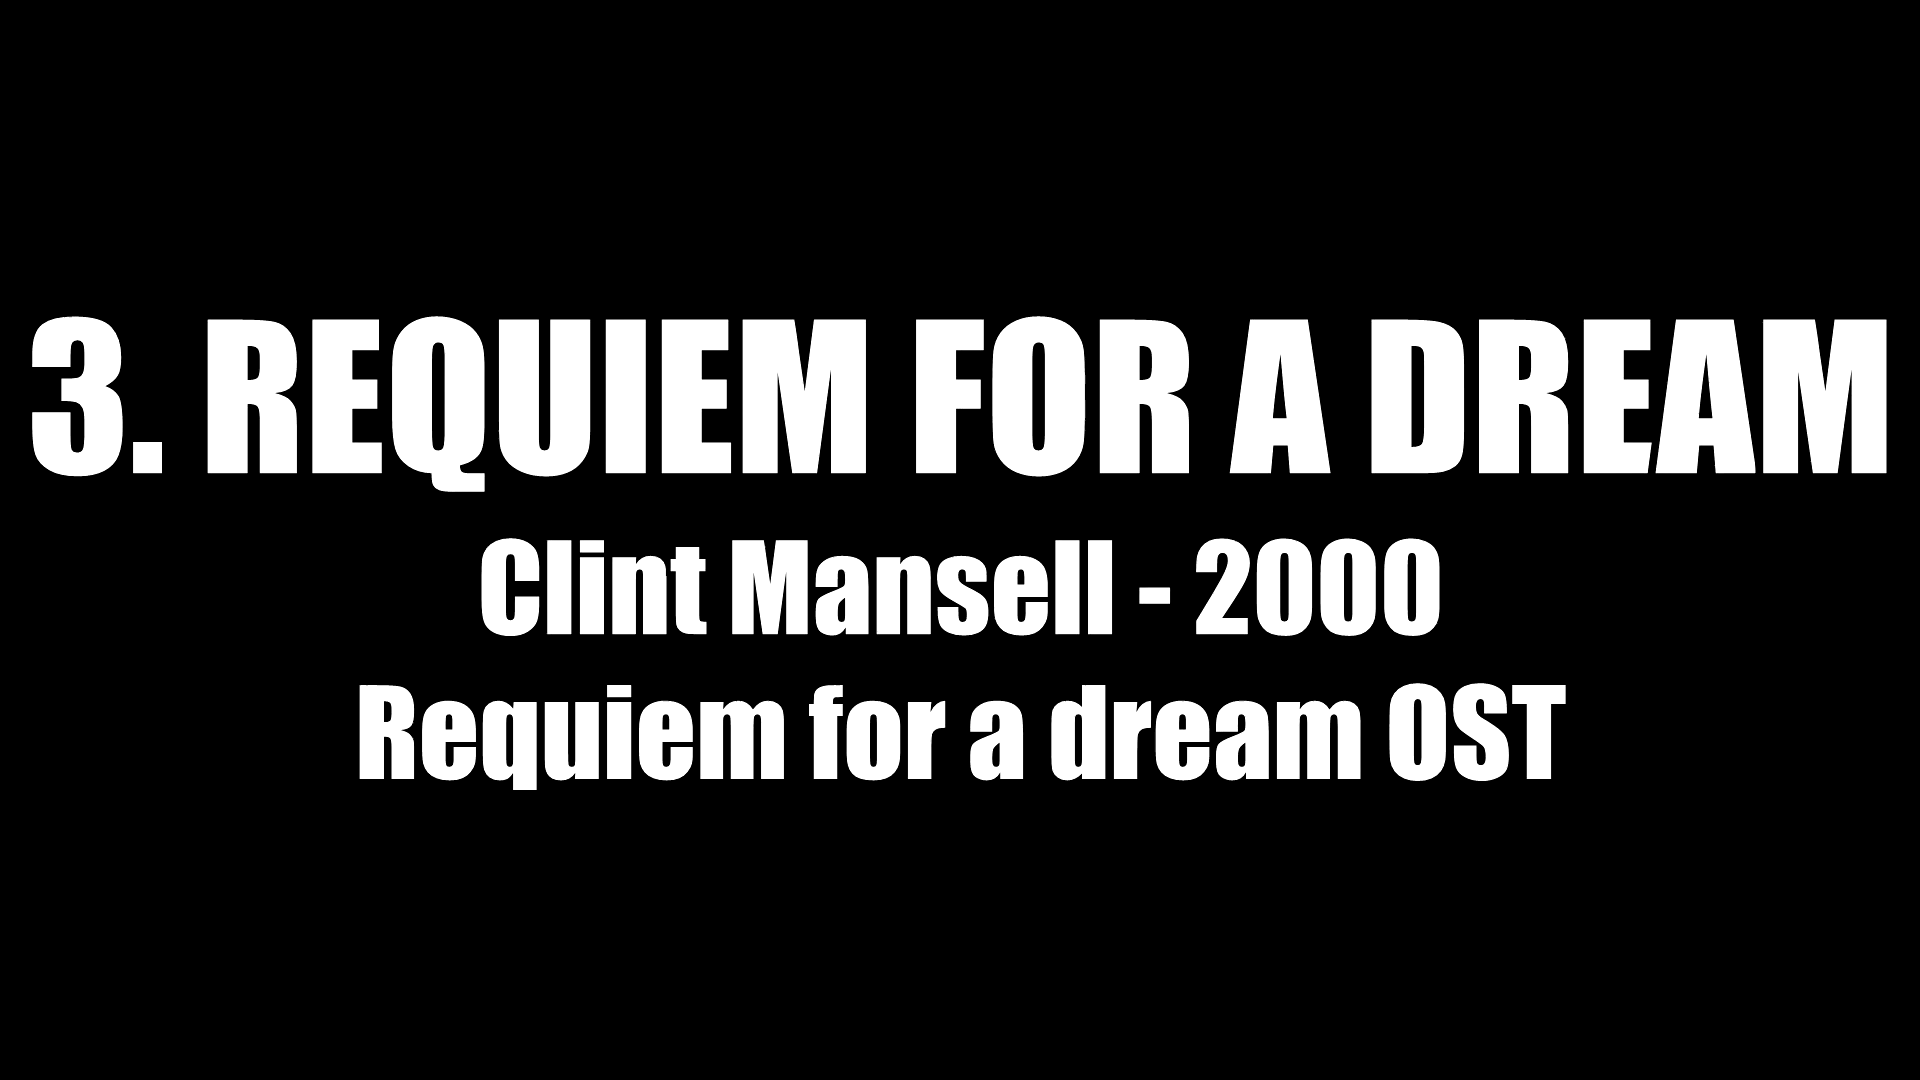 3. REQUIEM FOR A DREAM
Clint Mansell - 2000
Requiem for a dream OST